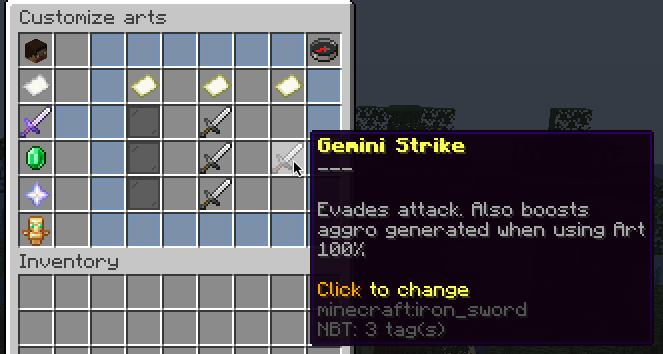 Customize arts
Gemini Strike
---
Evades attack. Also boosts
aggro generated when using Art
100%
Click to change
minecraft:iron_sword
NBT: 3 tag(s)
Inventory